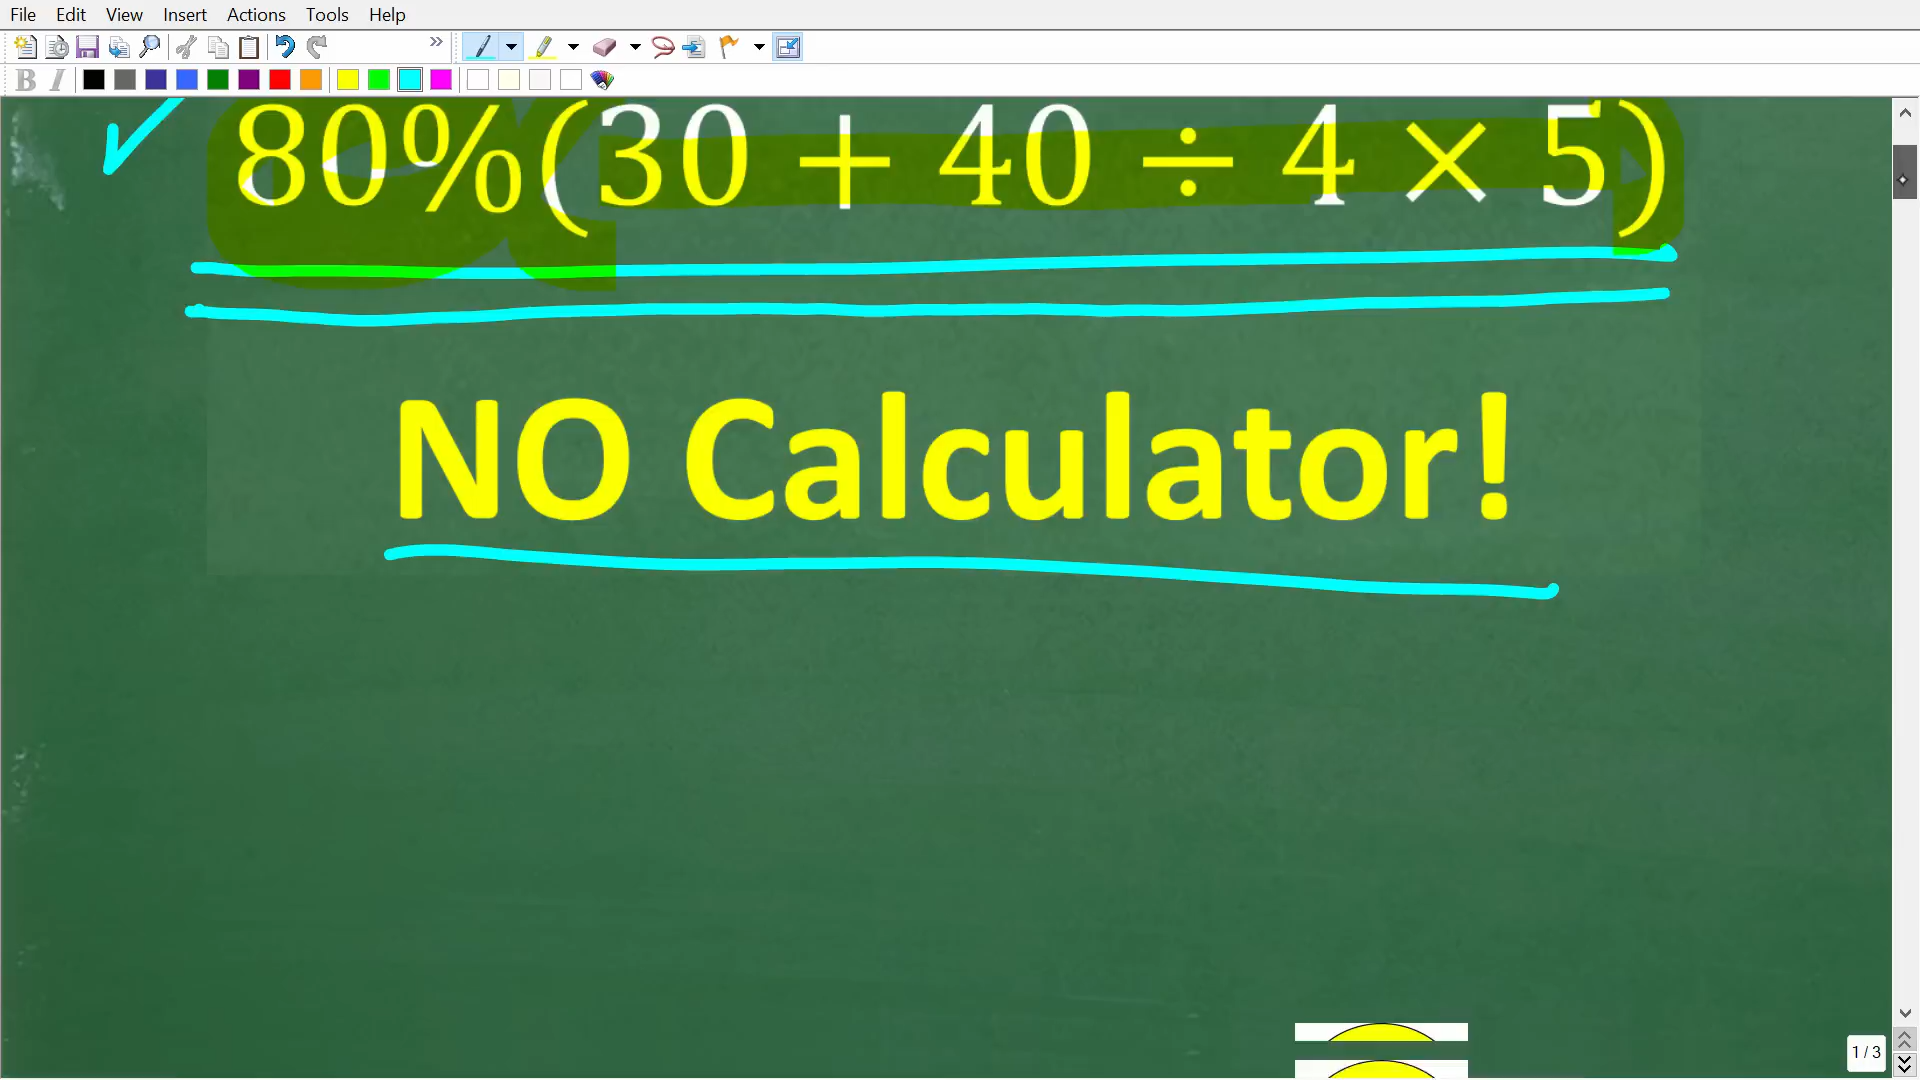 File Edit View Insert Actions Tools Help
B I
80%(30 + 40 ÷ 4 × 5)
NO Calculator!
1 / 3